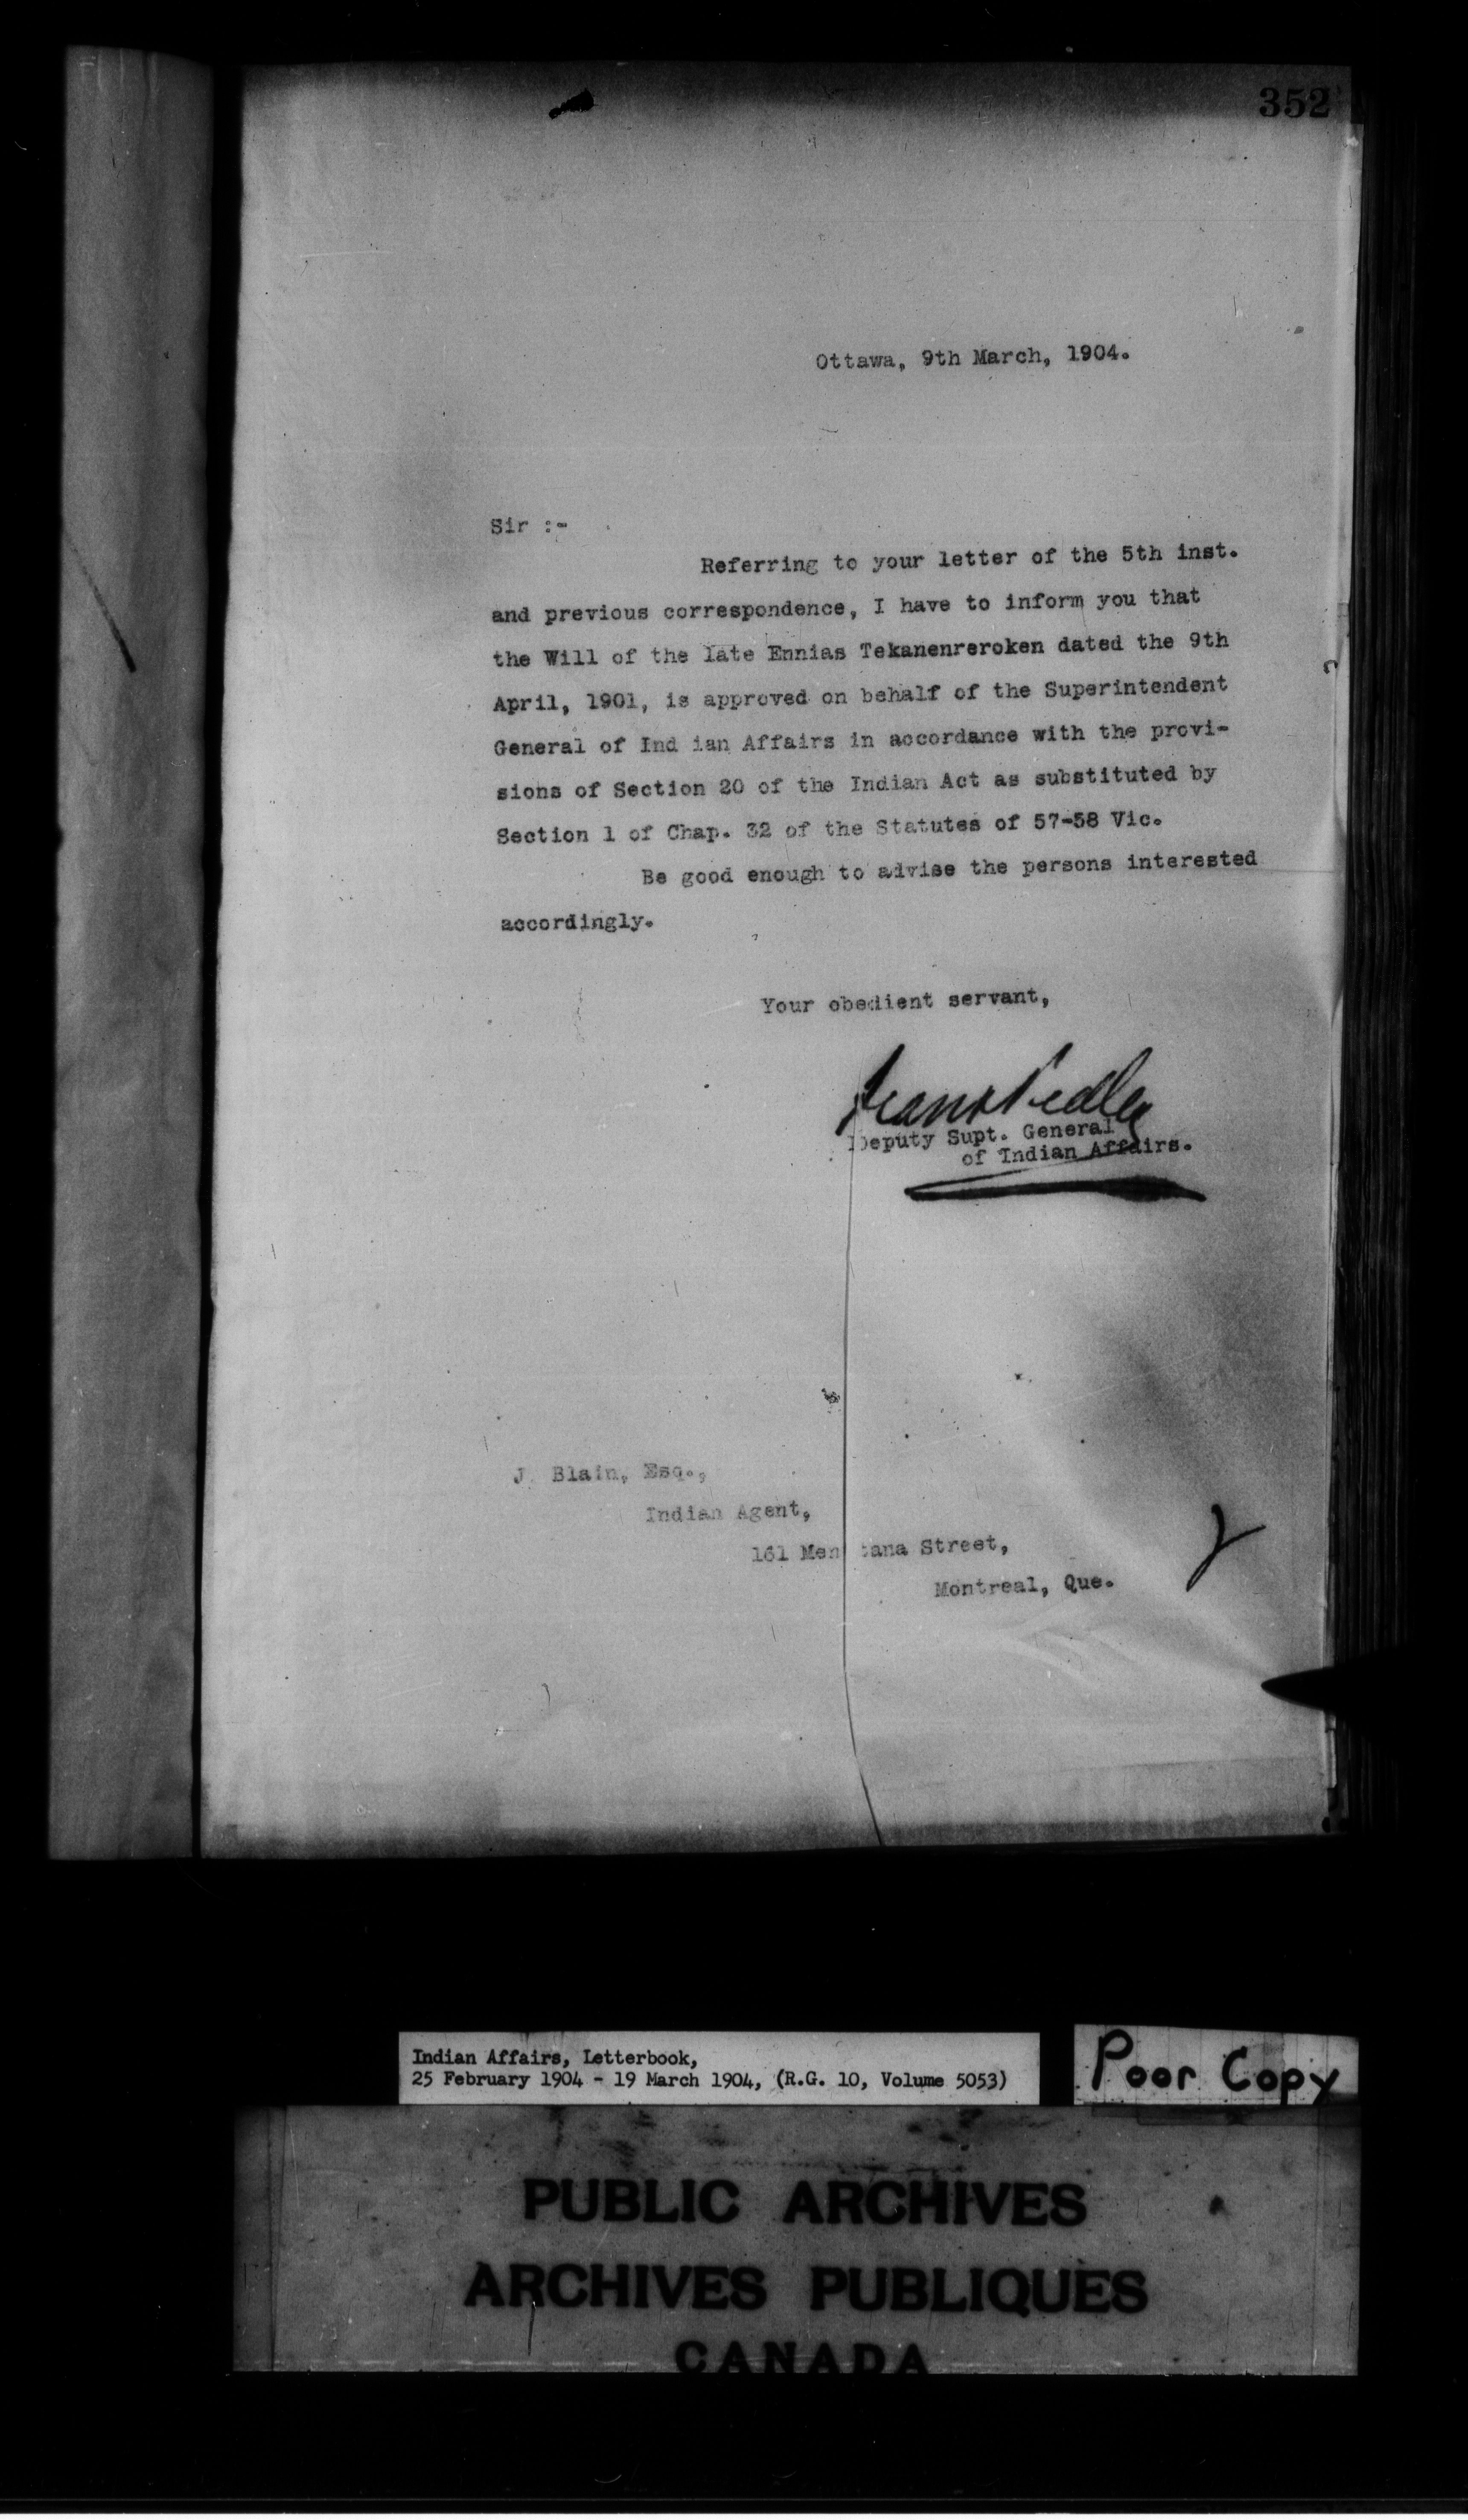 352
Ottawa, 9th March, 1904.
Sir :-
Referring to your letter of the 5th inst.
and previous correspondence, I have to inform you that
the Will of the late Ennias Tekanenreroken dated the 9th
April, 1901, is approved on behalf of the Superintendent
General of Ind ian Affairs in accordance with the provi-
sions of Section 20 of the Indian Act as substituted by
Section 1 of Chap. 32 of the Statutes of 57-58 Vic.
Be good enough to advise the persons interested
accordingly.
Your obedient servant,
Frank Pedley
Deputy Supt. General
of Indian Affairs.
J. Blain, Esq.,
Indian Agent,
161 Mentana Street,
Montreal, Que.
Indian Affairs, Letterbook,
25 February 1904 - 19 March 1904, (R.G. 10, Volume 5053)
Poor Copy
PUBLIC ARCHIVES
ARCHIVES PUBLIQUES
CANADA